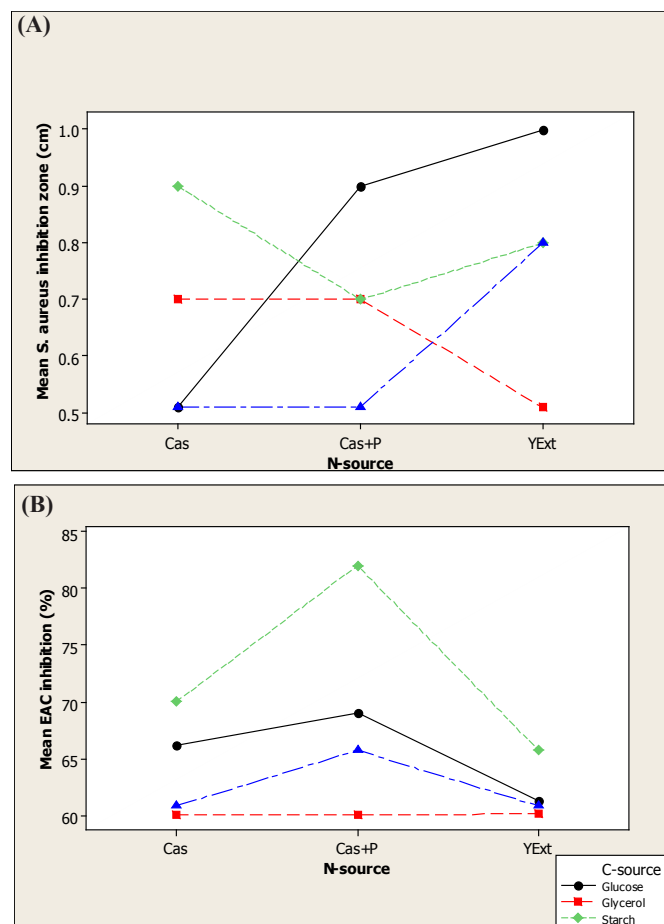 (A)
Mean S. aureus inhibition zone (cm)
1.0
0.9
0.8
0.7
0.6
0.5
Cas Cas+P YExt
N-source
(B)
Mean EAC inhibition (%)
85
80
75
70
65
60
Cas Cas+P YExt
N-source
C-source
Glucose
Glycerol
Starch